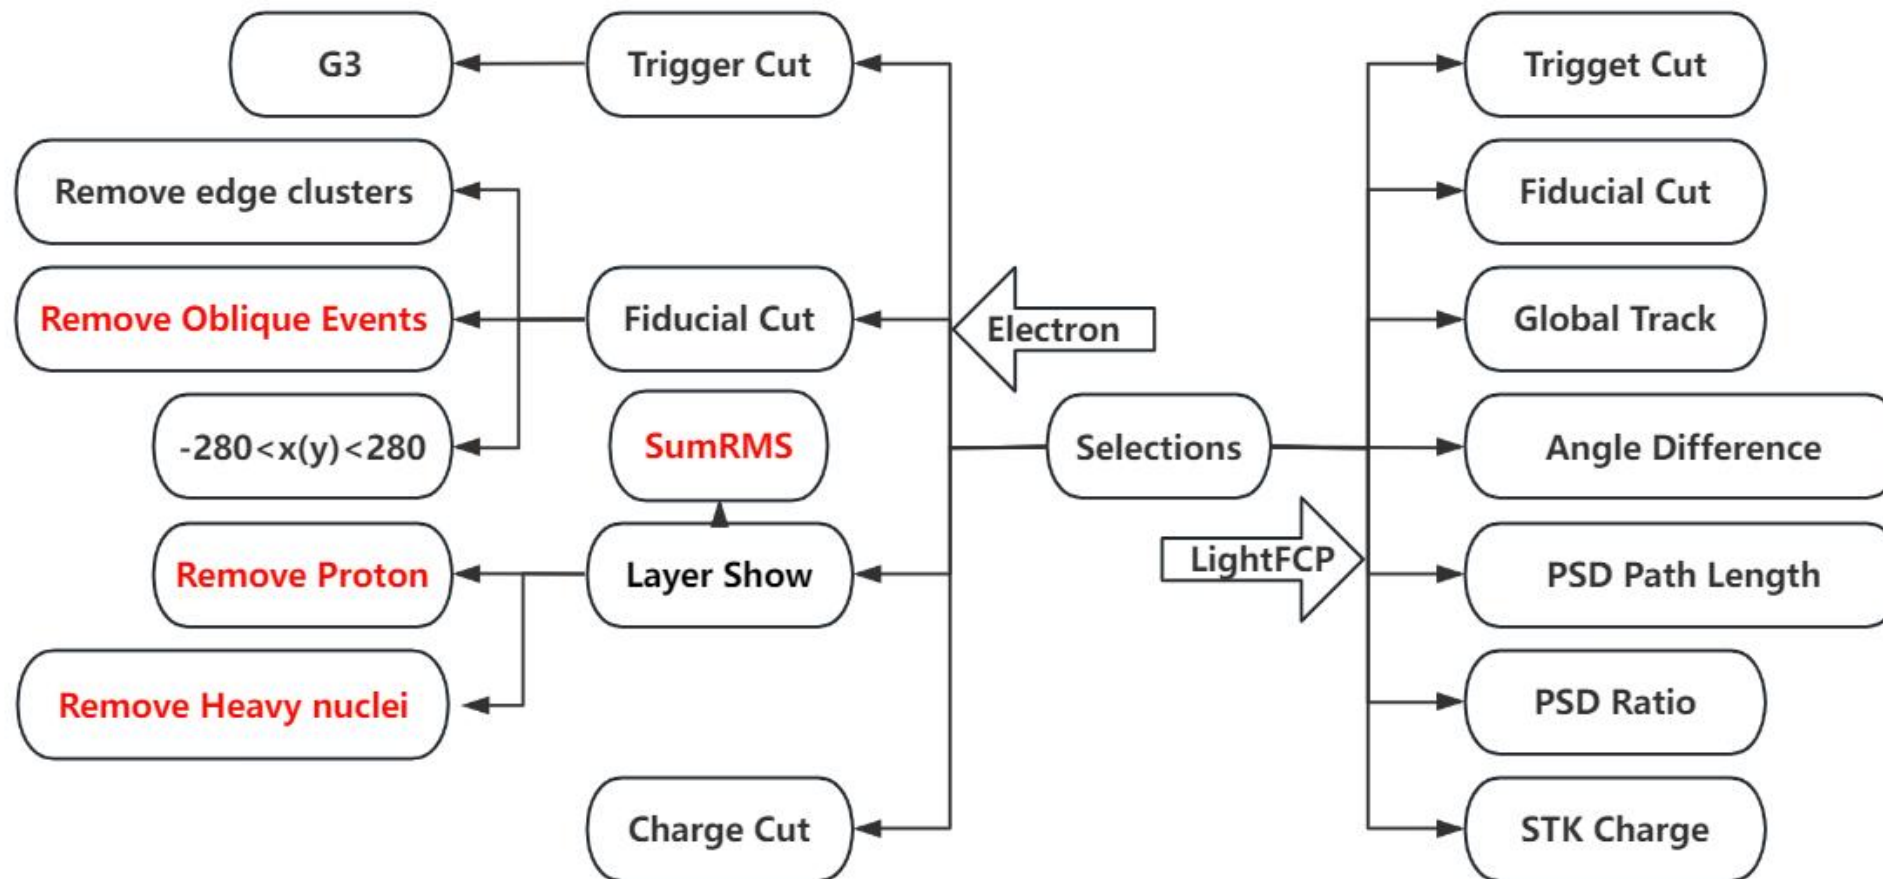 G3
Trigger Cut
Trigget Cut
Remove edge clusters
Fiducial Cut
Remove Oblique Events
Fiducial Cut
Electron
Global Track
-280<x(y)<280
SumRMS
Selections
Angle Difference
LightFCP
Remove Proton
Layer Show
PSD Path Length
Remove Heavy nuclei
PSD Ratio
Charge Cut
STK Charge